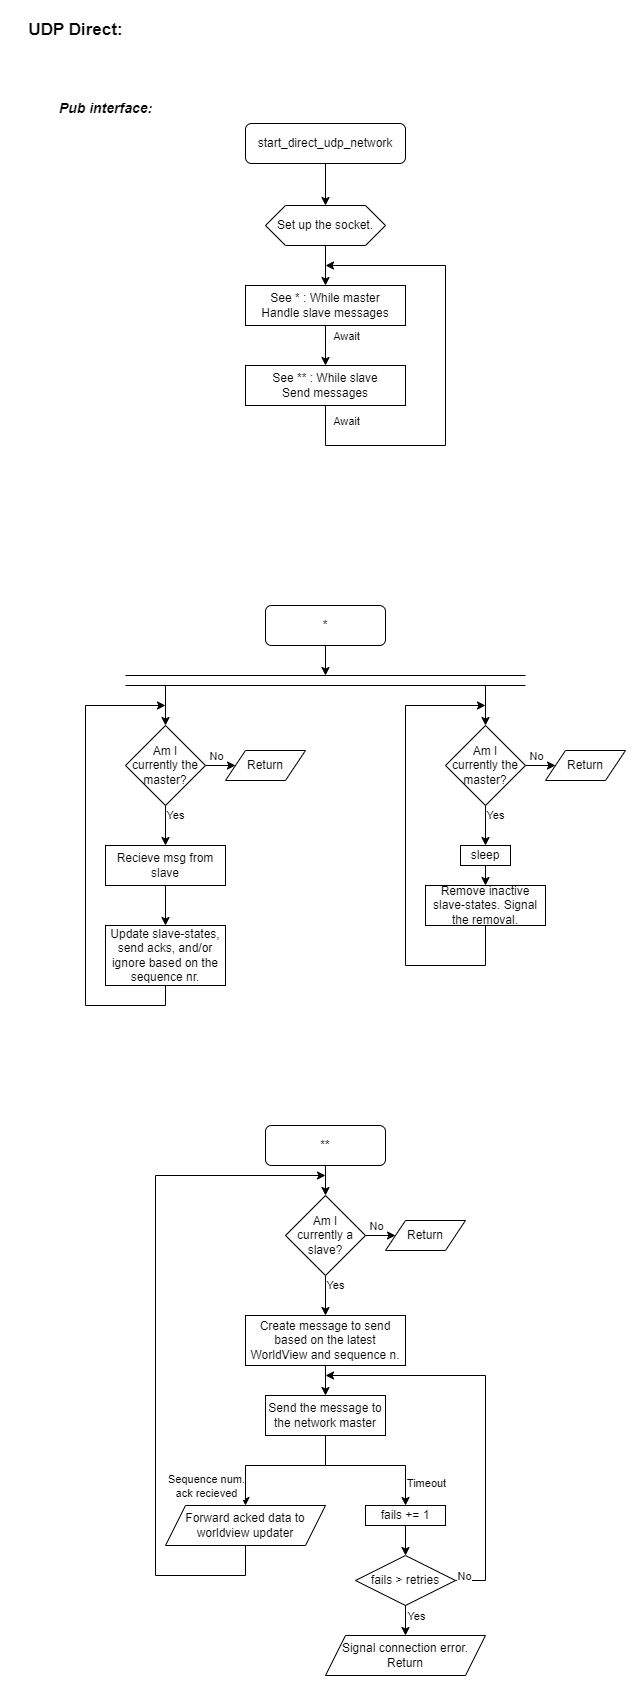 UDP Direct:
Pub interface:
start_direct_udp_network
Set up the socket.
See * : While master
Handle slave messages
Await
See ** : While slave
Send messages
Await
*
Am I
currently the
master?
No
Return
Yes
Recieve msg from
slave
Update slave-states,
send acks, and/or
ignore based on the
sequence nr.
Am I
currently the
master?
No
Return
Yes
sleep
Remove inactive
slave-states. Signal
the removal.
**
Am I
currently a
slave?
No
Return
Yes
Create message to send
based on the latest
WorldView and sequence n.
Send the message to
the network master
Sequence num.
ack recieved
Forward acked data to
worldview updater
Timeout
fails += 1
fails > retries
No
Yes
Signal connection error.
Return